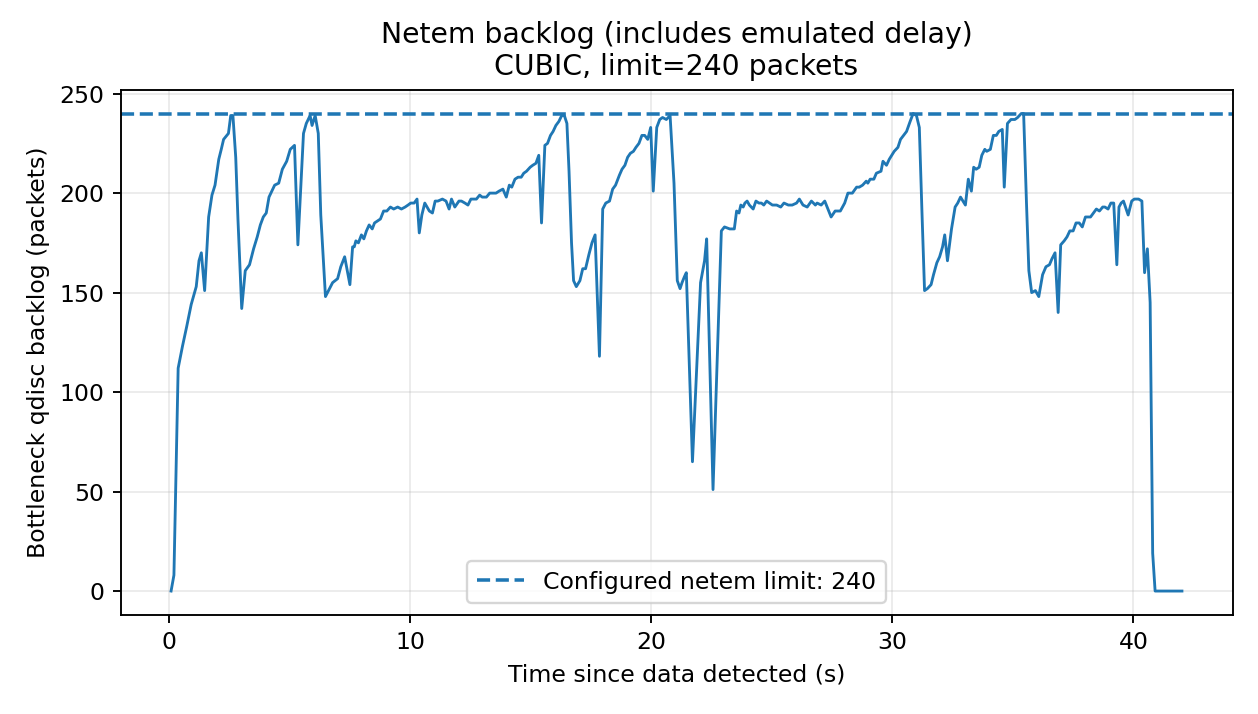 Netem backlog (includes emulated delay)
CUBIC, limit=240 packets
Bottleneck qdisc backlog (packets)
250
200
150
100
50
0
Configured netem limit: 240
0 10 20 30 40
Time since data detected (s)